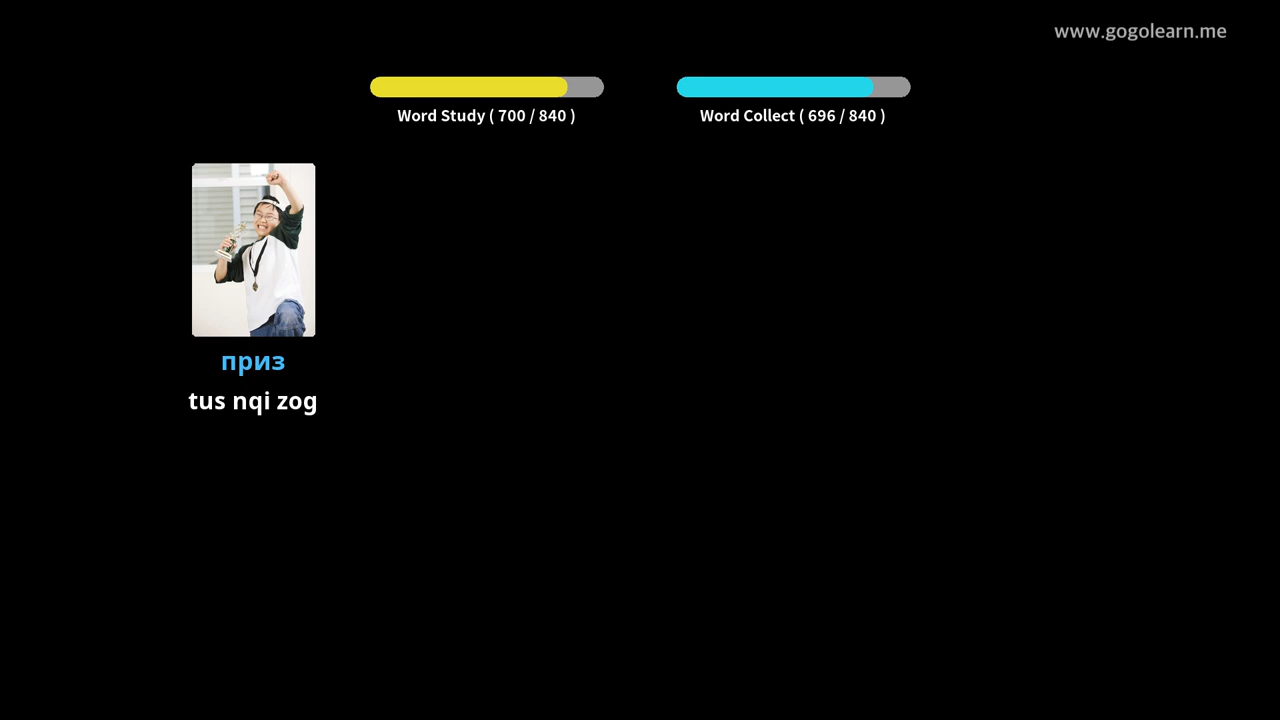 www.gogolearn.me
Word Study ( 700 / 840 )
Word Collect ( 696 / 840 )
приз
tus nqi zog